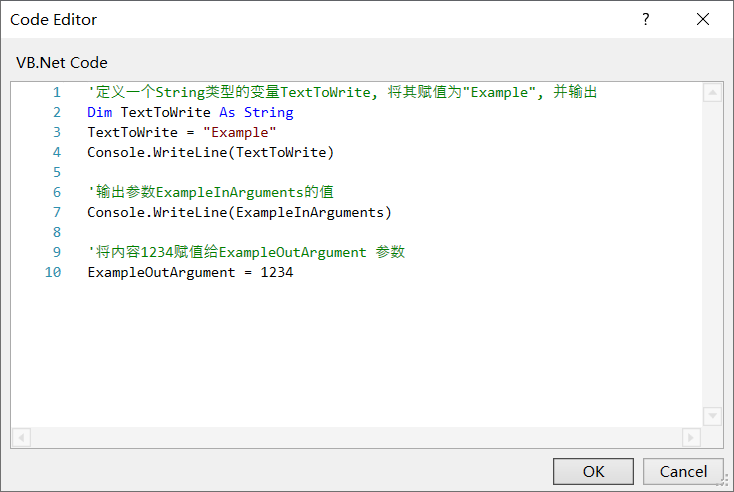 Code Editor
?
VB.Net Code
1 '定义一个String类型的变量TextToWrite, 将其赋值为"Example", 并输出
2 Dim TextToWrite As String
3 TextToWrite = "Example"
4 Console.WriteLine(TextToWrite)
5
6 '输出参数ExampleInArguments的值
7 Console.WriteLine(ExampleInArguments)
8
9 '将内容1234赋值给ExampleOutArgument 参数
10 ExampleOutArgument = 1234
OK Cancel